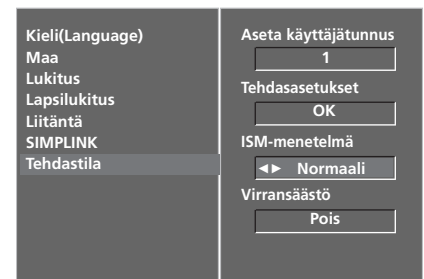 Kieli(Language)
Maa
Lukitus
Lapsilukitus
Liitäntä
SIMPLINK
Tehdastila
Aseta käyttäjätunnus
1
Tehdasasetukset
OK
ISM-menetelmä
◄► Normaali
Virransäästö
Pois